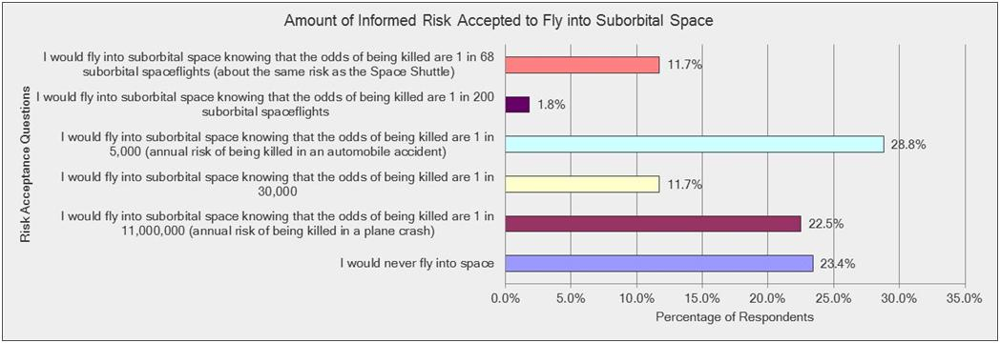 Amount of Informed Risk Accepted to Fly into Suborbital Space
Risk Acceptance Questions
I would fly into suborbital space knowing that the odds of being killed are 1 in 68
suborbital spaceflights (about the same risk as the Space Shuttle)
11.7%
I would fly into suborbital space knowing that the odds of being killed are 1 in 200
suborbital spaceflights
1.8%
I would fly into suborbital space knowing that the odds of being killed are 1 in
5,000 (annual risk of being killed in an automobile accident)
28.8%
I would fly into suborbital space knowing that the odds of being killed are 1 in
30,000
11.7%
I would fly into suborbital space knowing that the odds of being killed are 1 in
11,000,000 (annual risk of being killed in a plane crash)
22.5%
I would never fly into space
23.4%
0.0% 5.0% 10.0% 15.0% 20.0% 25.0% 30.0% 35.0%
Percentage of Respondents